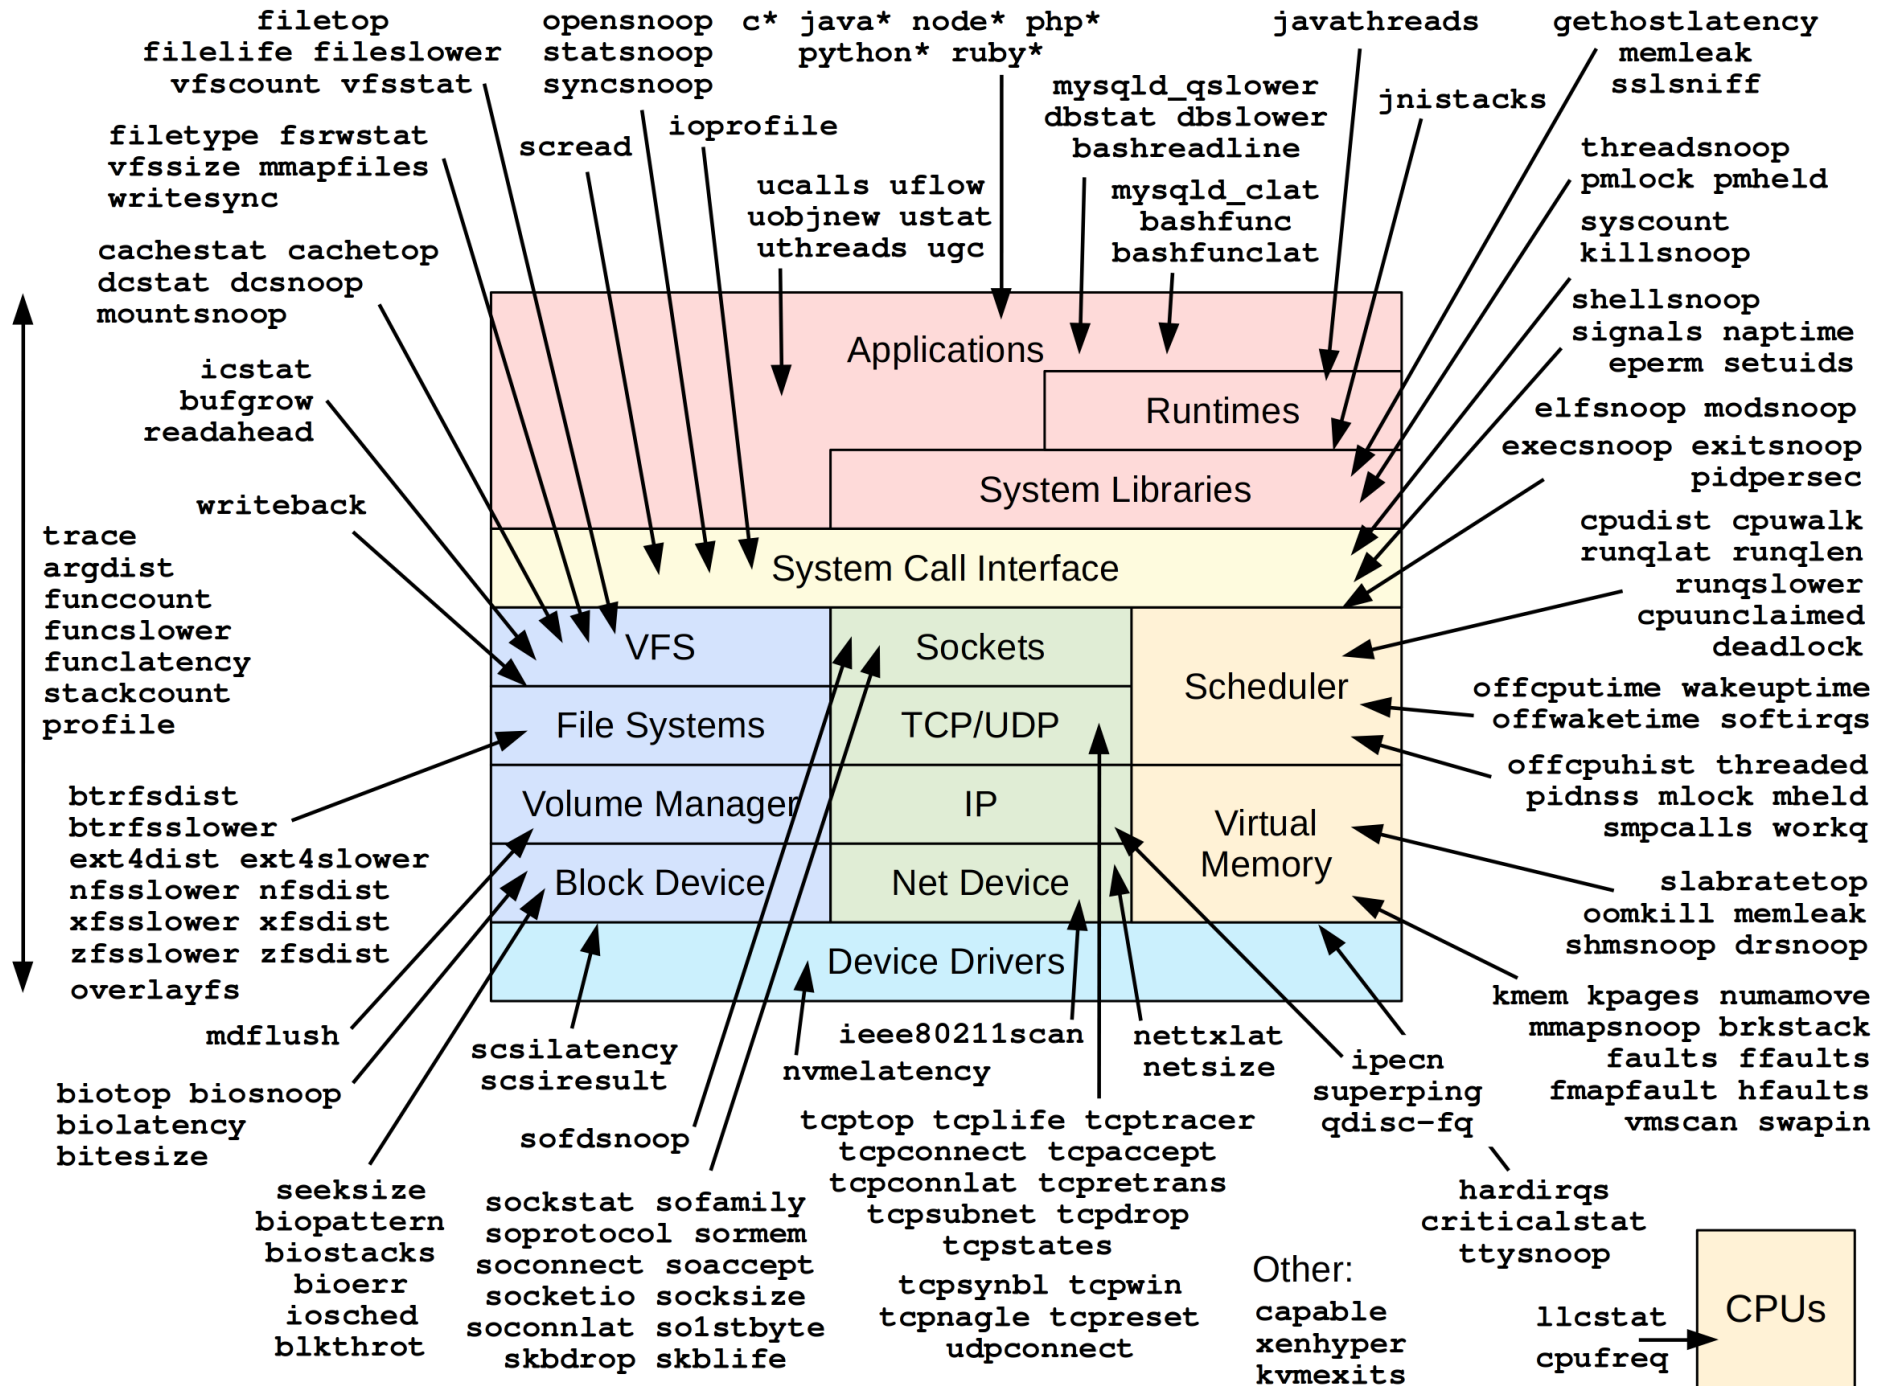 filetop
filelife fileslower
vfscount vfsstat
opensnoop
statsnoop
syncsnoop
c* java* node* php*
python* ruby*
javathreads
gethostlatency
memleak
sslsniff
mysqld_qslower
dbstat dbslower
bashreadline
jnistacks
filetype fsrwstat
vfssize mmapfiles
writesync
scread
ioprofile
threadsnoop
pmlock pmheld
ucalls uflow
uobjnew ustat
uthreads ugc
mysqld_clat
bashfunc
bashfunclat
syscount
killsnoop
cachestat cachetop
dcstat dcsnoop
mountsnoop
shellsnoop
signals naptime
eperm setuids
icstat
bufgrow
readahead
Applications
Runtimes
System Libraries
System Call Interface
elfsnoop modsnoop
execsnoop exitsnoop
pidpersec
writeback
trace
argdist
funccount
funcslower
funclatency
stackcount
profile
cpudist cpuwalk
runqlat runqlen
runqslower
cpuunclaimed
deadlock
VFS
Sockets
Scheduler
File Systems
TCP/UDP
Volume Manager
IP
Virtual
Memory
Block Device
Net Device
Device Drivers
offcputime wakeuptime
offwaketime softirqs
offcpuhist threaded
pidnss mlock mheld
smpcalls workq
btrfsdist
btrfsslower
ext4dist ext4slower
nfsslower nfsdist
xfsslower xfsdist
zfsslower zfsdist
overlayfs
slabratetop
oomkill memleak
shmsnoop drsnoop
kmem kpages numamove
mmapsnoop brkstack
faults ffaults
fmapfault hfaults
vmscan swapin
mdflush
scsilatency
scsiresult
ieee80211scan
nvmelatency
nettxlat
netsize
ipecn
superping
qdisc-fq
biotop biosnoop
biolatency
bitesize
sofdsnoop
tcptop tcplife tcptracer
tcpconnect tcpaccept
tcpconnlat tcpretrans
tcpsubnet tcpdrop
tcpstates
seeksize
biopattern
biostacks
bioerr
iosched
blkthrot
sockstat sofamily
soprotocol sormem
soconnect soaccept
socketio socksize
soconnlat so1stbyte
skbdrop skblife
tcpsynbl tcpwin
tcpnagle tcpreset
udpconnect
hardirqs
criticalstat
ttysnoop
Other:
capable
xenhyper
kvmexits
llcstat
cpufreq
CPUs